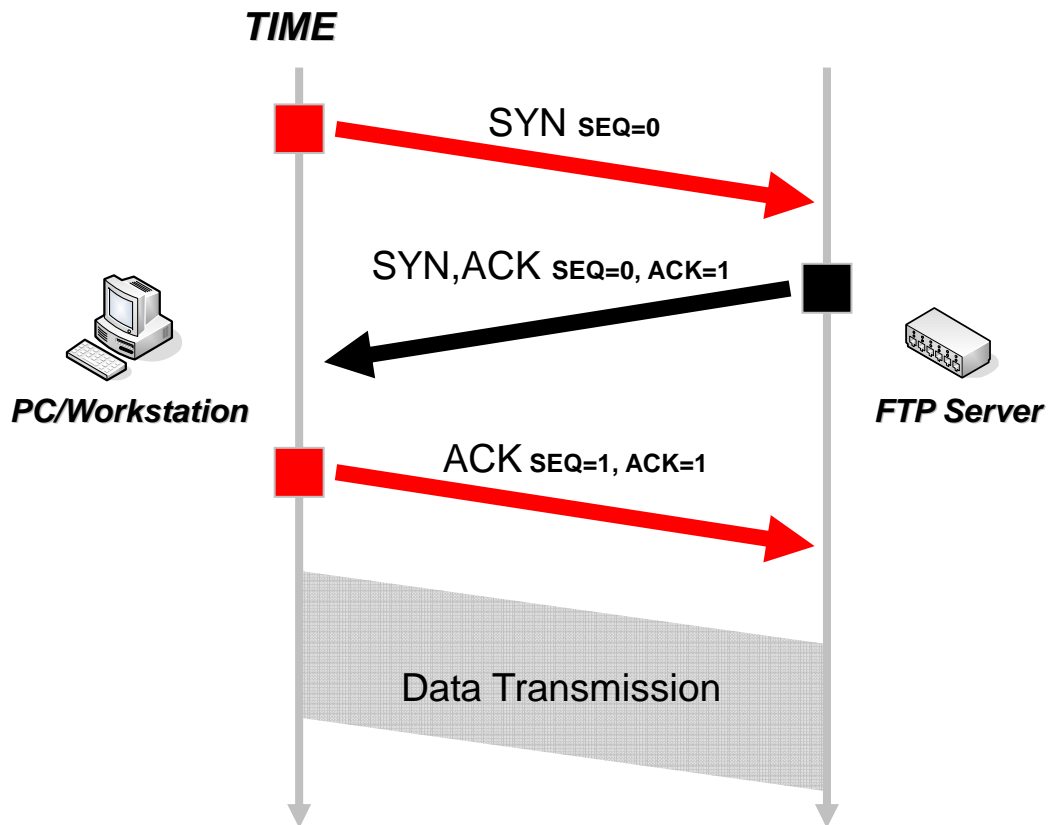 TIME
SYN SEQ=0
SYN,ACK SEQ=0, ACK=1
PC/Workstation
FTP Server
ACK SEQ=1, ACK=1
Data Transmission